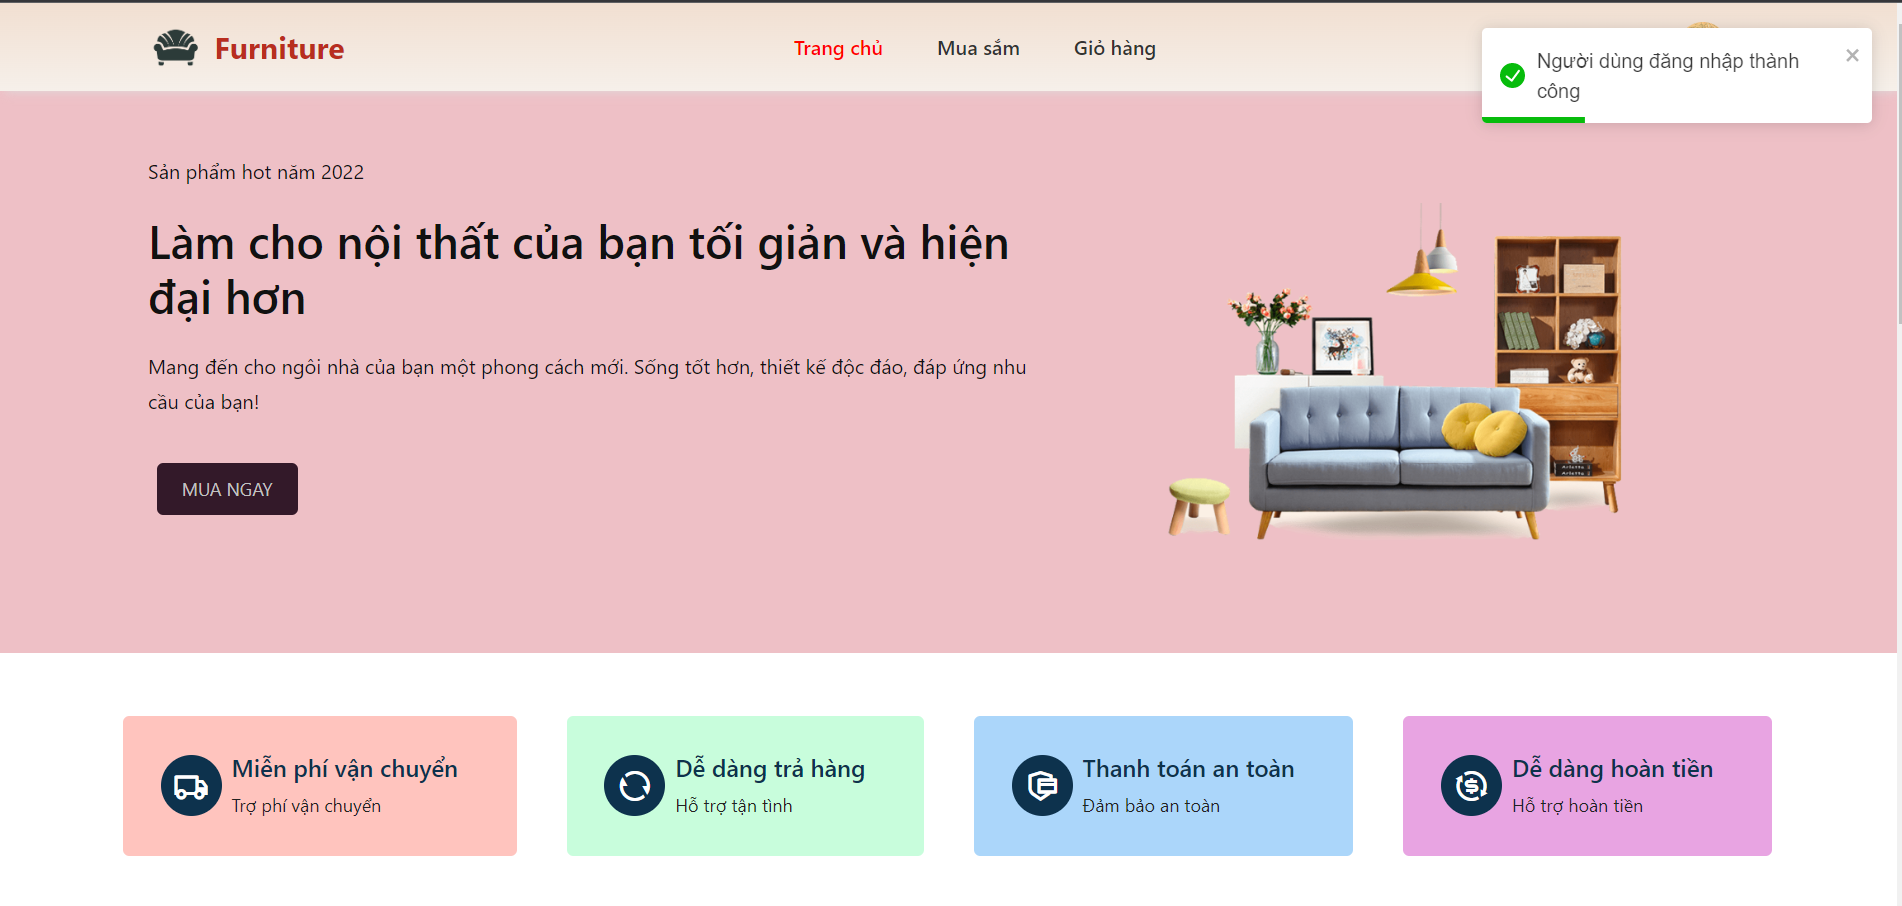 Furniture
Trang chủ
Mua sắm
Giỏ hàng
Người dùng đăng nhập thành
công
Sản phẩm hot năm 2022
Làm cho nội thất của bạn tối giản và hiện
đại hơn
Mang đến cho ngôi nhà của bạn một phong cách mới. Sống tốt hơn, thiết kế độc đáo, đáp ứng nhu
cầu của bạn!
MUA NGAY
Miễn phí vận chuyển
Trợ phí vận chuyển
Dễ dàng trả hàng
Hỗ trợ tận tình
Thanh toán an toàn
Đảm bảo an toàn
Dễ dàng hoàn tiền
Hỗ trợ hoàn tiền